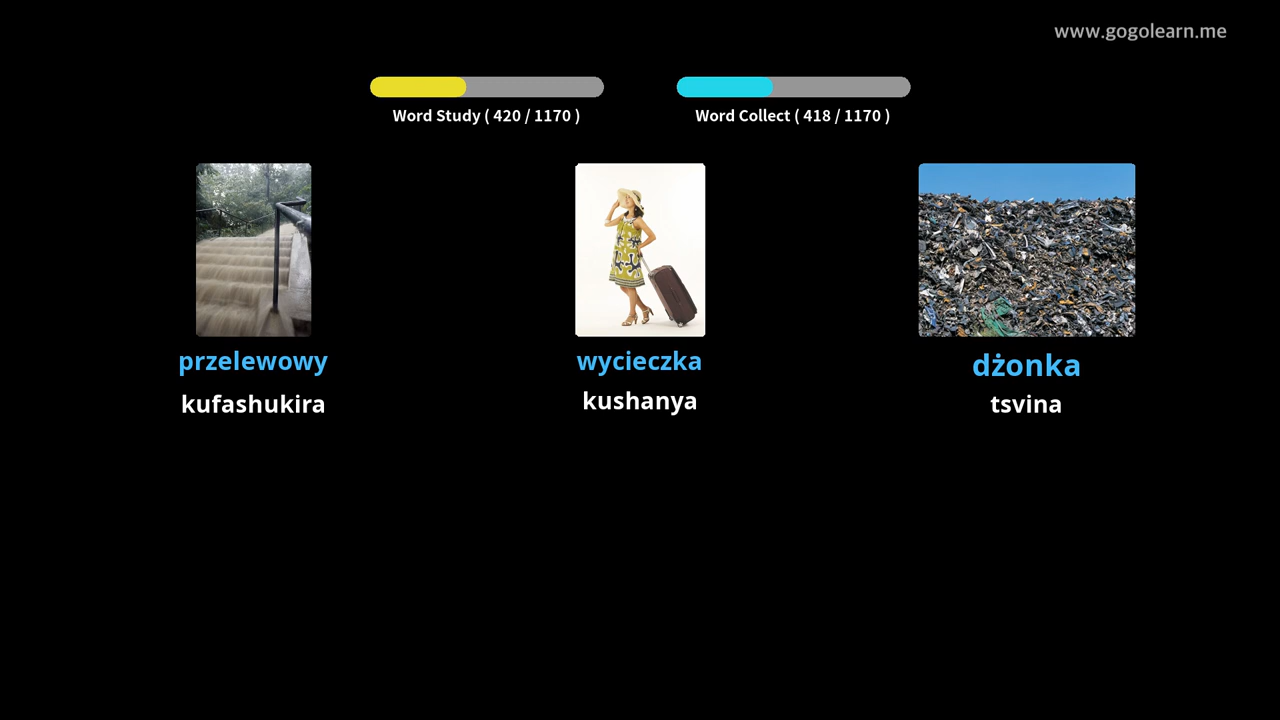 www.gogolearn.me
Word Study ( 420 / 1170 )
Word Collect ( 418 / 1170 )
przelewowy
wycieczka
dżonka
kufashukira
kushanya
tsvina